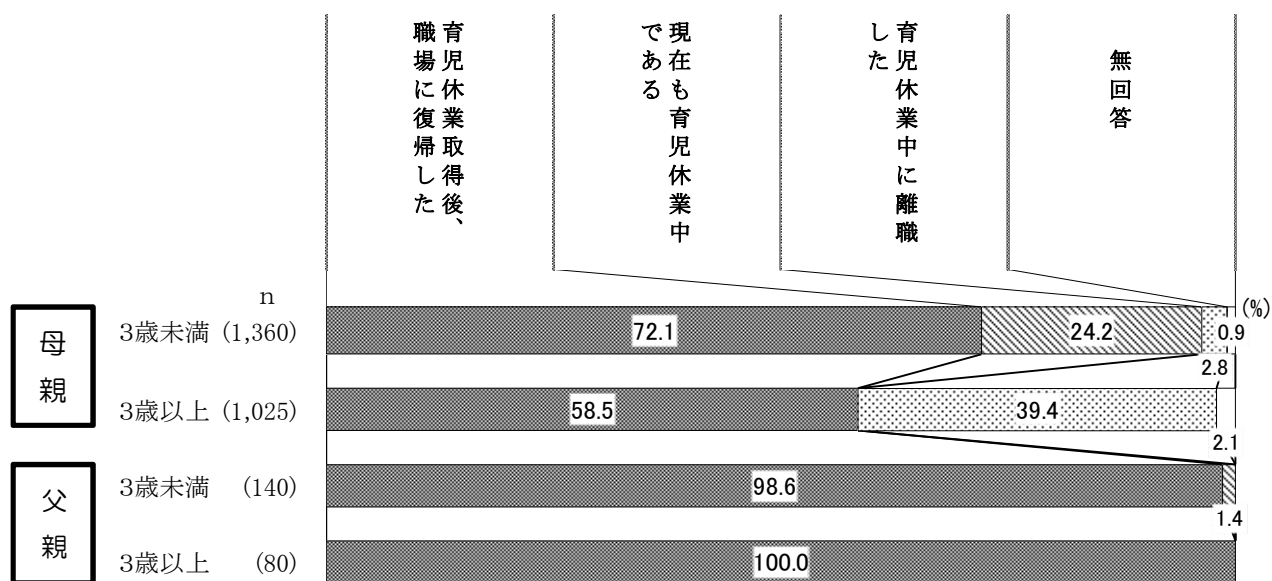 育児休業取得後、
職場に復帰した
現在も育児休業中
である
育児休業中に離職
した
無回答
n
(%)
母親
3歳未満 (1,360)
72.1
24.2
0.9
2.8
3歳以上 (1,025)
58.5
39.4
2.1
父親
3歳未満 (140)
98.6
1.4
3歳以上 (80)
100.0